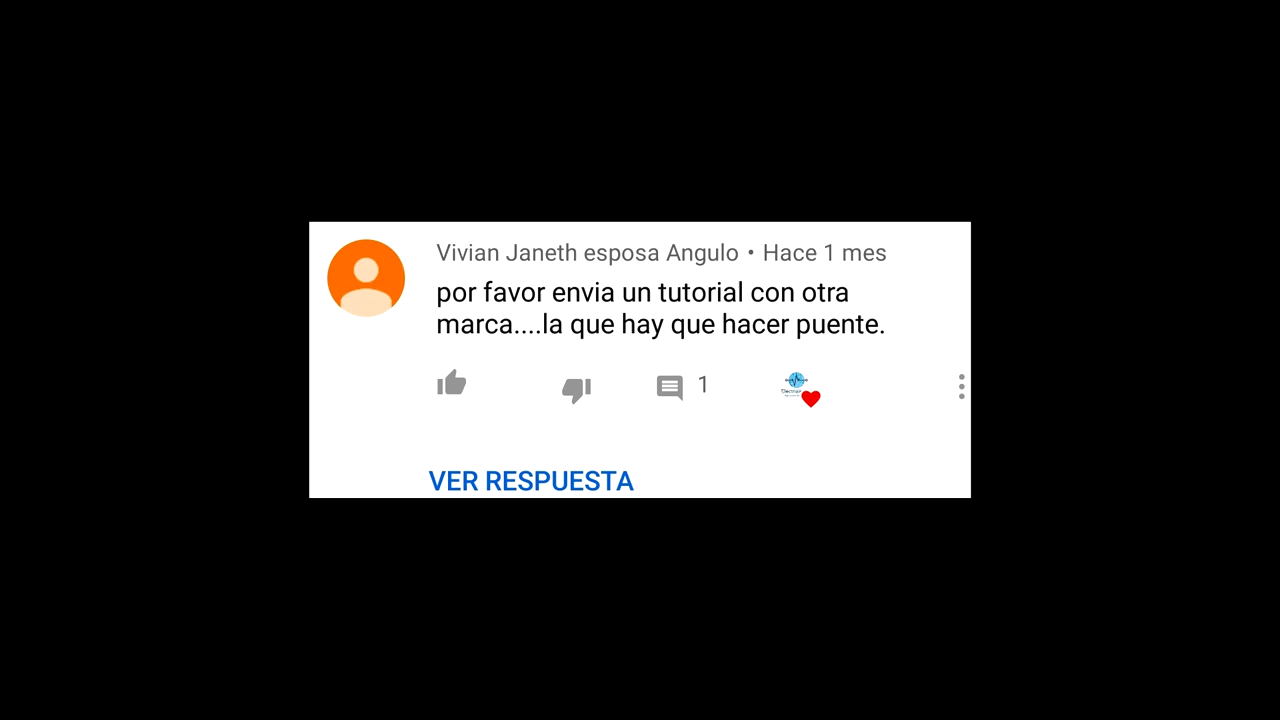 Vivian Janeth esposa Angulo • Hace 1 mes
por favor envia un tutorial con otra
marca....la que hay que hacer puente.
1
VER RESPUESTA